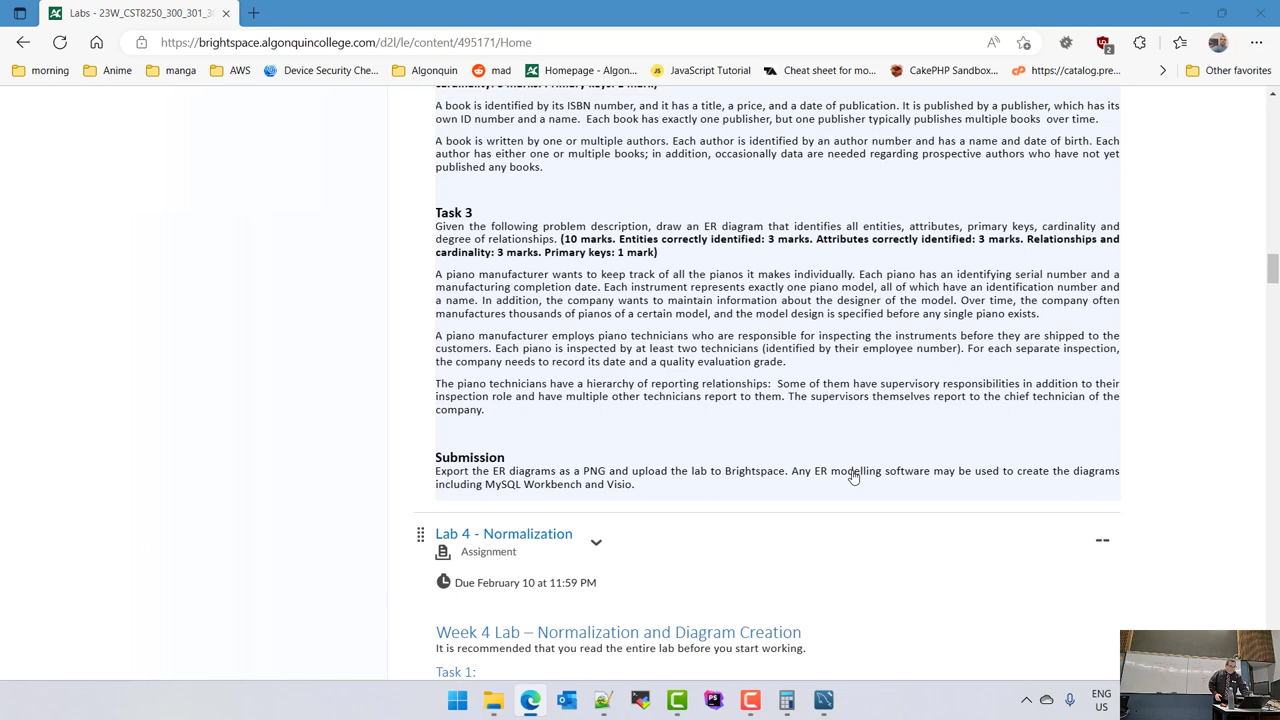 Labs - 23W_CST8250_300_301_3
https://brightspace.algonquincollege.com/d2l/le/content/495171/Home
2
morning
Anime
manga
AWS
Device Security Che...
Algonquin
mad
Homepage - Algon...
JavaScript Tutorial
Cheat sheet for mow...
CakePHP Sandbox...
https://catalog.pre...
Other favorites
A book is identified by its ISBN number, and it has a title, a price, and a date of publication. It is published by a publisher, which has its
own ID number and a name. Each book has exactly one publisher, but one publisher typically publishes multiple books over time.
A book is written by one or multiple authors. Each author is identified by an author number and has a name and date of birth. Each
author has either one or multiple books; in addition, occasionally data are needed regarding prospective authors who have not yet
published any books.
Task 3
Given the following problem description, draw an ER diagram that identifies all entities, attributes, primary keys, cardinality and
degree of relationships. (10 marks. Entities correctly identified: 3 marks. Attributes correctly identified: 3 marks. Relationships and
cardinality: 3 marks. Primary keys: 1 mark)
A piano manufacturer wants to keep track of all the pianos it makes individually. Each piano has an identifying serial number and a
manufacturing completion date. Each instrument represents exactly one piano model, all of which have an identification number and
a name. In addition, the company wants to maintain information about the designer of the model. Over time, the company often
manufactures thousands of pianos of a certain model, and the model design is specified before any single piano exists.
A piano manufacturer employs piano technicians who are responsible for inspecting the instruments before they are shipped to the
customers. Each piano is inspected by at least two technicians (identified by their employee number). For each separate inspection,
the company needs to record its date and a quality evaluation grade.
The piano technicians have a hierarchy of reporting relationships: Some of them have supervisory responsibilities in addition to their
inspection role and have multiple other technicians report to them. The supervisors themselves report to the chief technician of the
company.
Submission
Export the ER diagrams as a PNG and upload the lab to Brightspace. Any ER modelling software may be used to create the diagrams
including MySQL Workbench and Visio.
Lab 4 - Normalization
--
Assignment
Due February 10 at 11:59 PM
Week 4 Lab – Normalization and Diagram Creation
It is recommended that you read the entire lab before you start working.
Task 1:
ENG
US